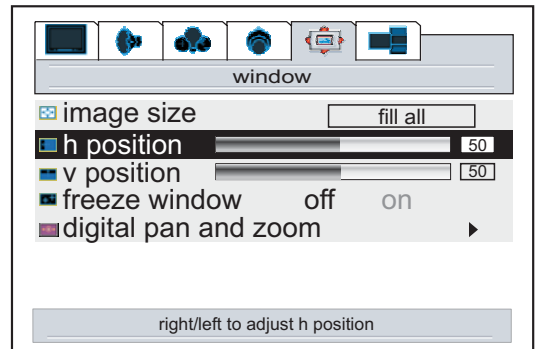 window
image size fill all
h position 50
v position 50
freeze window off on
digital pan and zoom
right/left to adjust h position